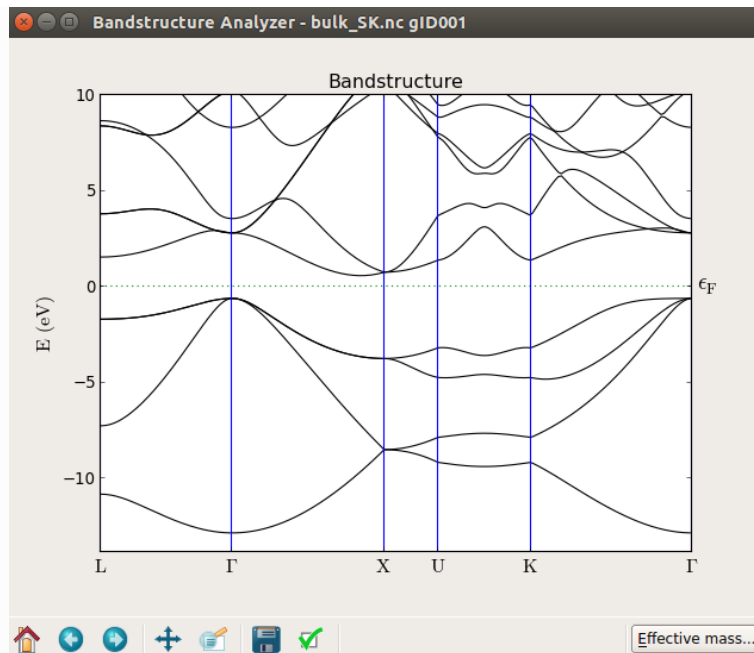 Bandstructure Analyzer - bulk_SK.nc gID001
Bandstructure
10
5
0
−5
−10
E (eV)
ϵF
L Γ X U K Γ
Effective mass...